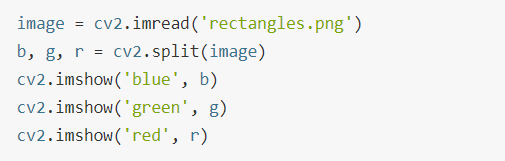 image = cv2.imread('rectangles.png')
b, g, r = cv2.split(image)
cv2.imshow('blue', b)
cv2.imshow('green', g)
cv2.imshow('red', r)